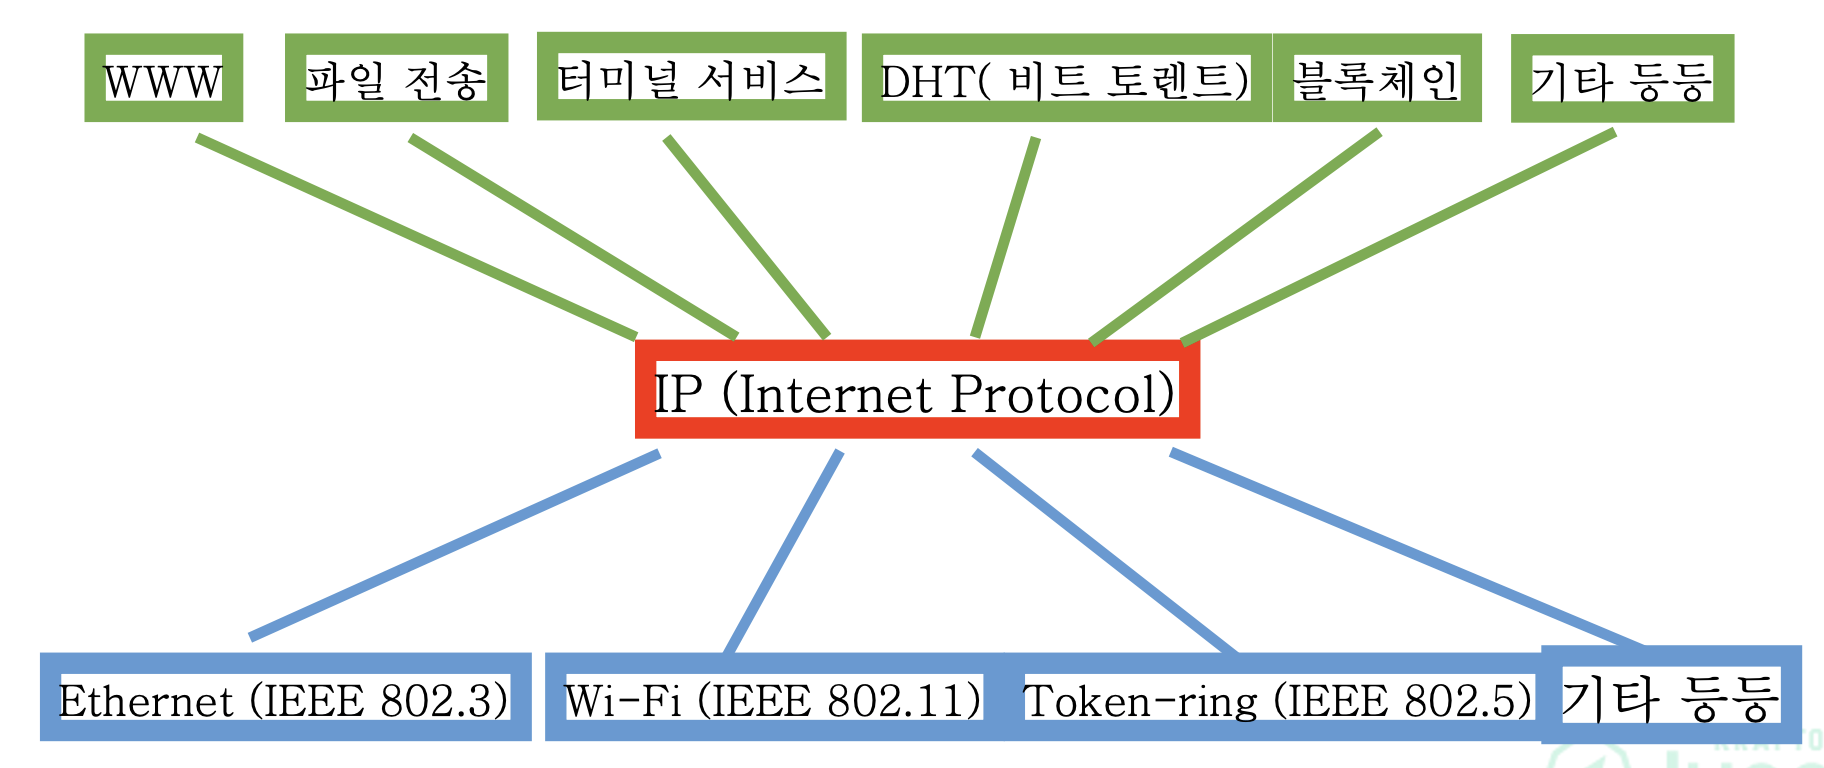 WWW
파일 전송
터미널 서비스
DHT( 비트 토렌트)
블록체인
기타 등등
IP (Internet Protocol)
Ethernet (IEEE 802.3)
Wi-Fi (IEEE 802.11)
Token-ring (IEEE 802.5)
기타 등등